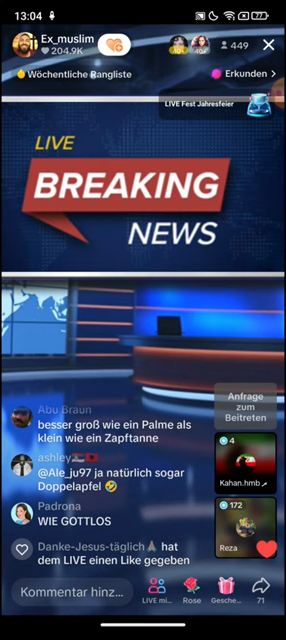 13:04
77
Ex_muslim
204.9K
449
Wöchentliche Rangliste
Erkunden >
LIVE Fest Jahresfeier
LIVE
BREAKING
NEWS
Anfrage
zum
Beitreten
Abu Braun
besser groß wie ein Palme als
klein wie ein Zapftanne
ashley🇷🇸🇦🇱
@Ale_ju97 ja natürlich sogar
Doppelapfel 🤣
4
Kahan.hmb
Padrona
WIE GOTTLOS
172
Reza
Danke-Jesus-täglich🙏🏽 hat
dem LIVE einen Like gegeben
Kommentar hinz...
LIVE mi...
Rose
Gesche...
71